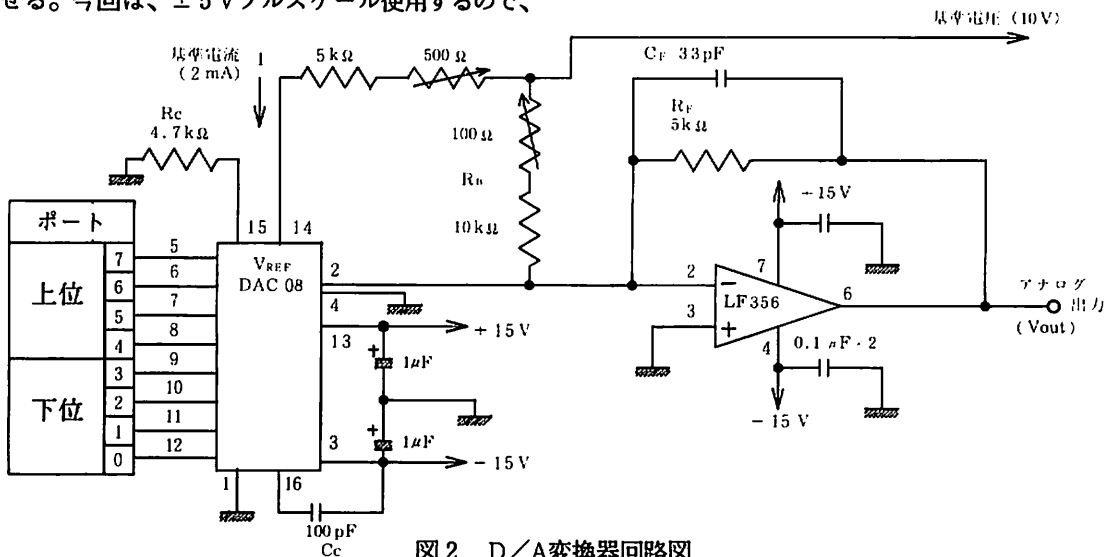 せる。今回は、±5Vフルスケール使用するので、
基準電圧(10V)
基準電流
(2mA)
I
5kΩ
500Ω
CF 33pF
RC
4.7kΩ
100Ω
RB
10kΩ
RF
5kΩ
+15V
ポート
上位
下位
7
6
5
4
3
2
1
0
5
6
7
8
9
10
11
12
15 14
VREF
DAC 08
2
4
13
3
1
16
+15V
1μF
1μF
-15V
100pF
Cc
2
3
7
LF356
6
4
0.1μF·2
-15V
アナログ
出力
(Vout)
図2 D/A変換器回路図